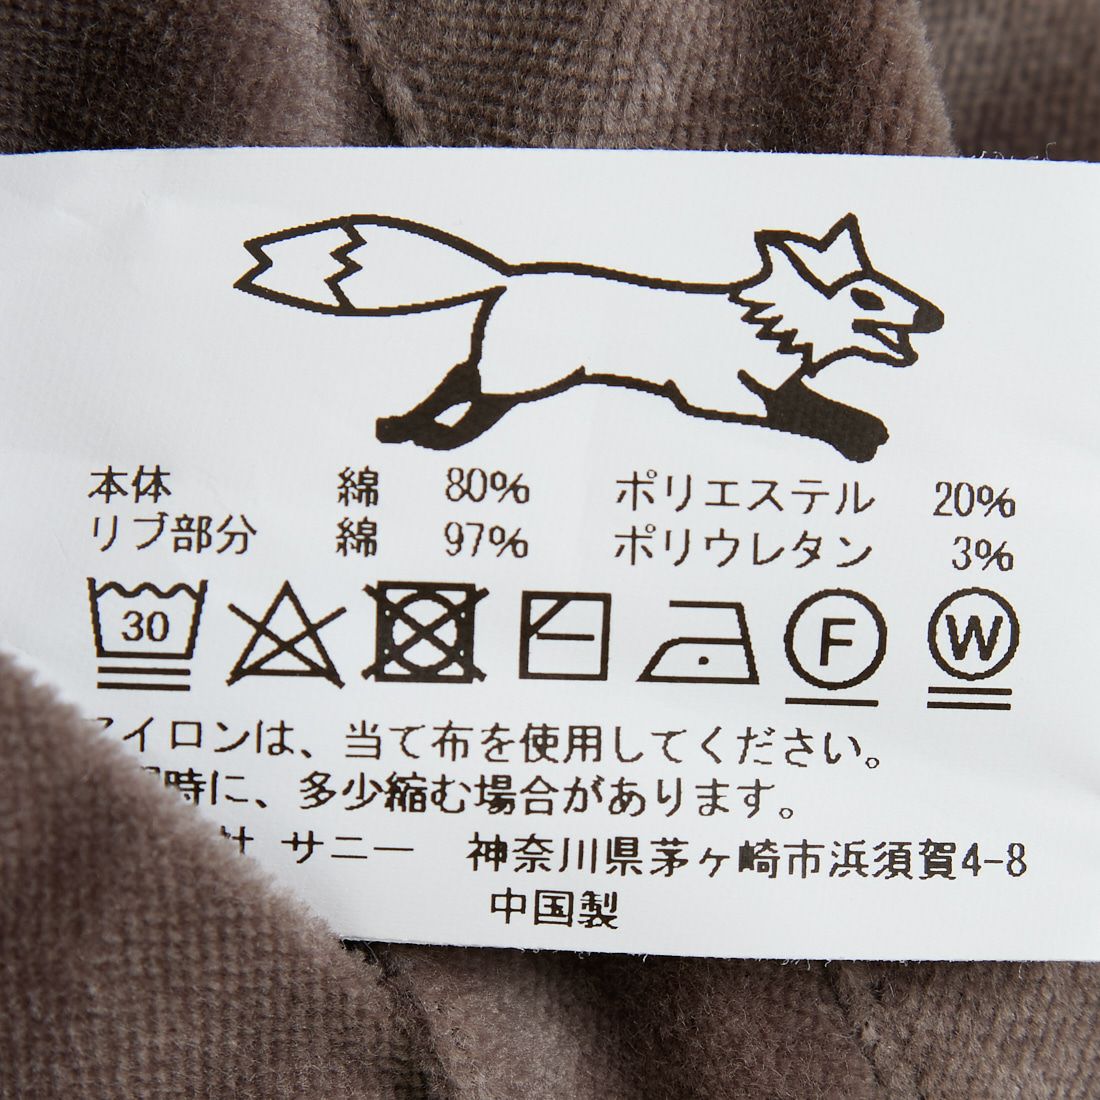 本体 綿 80% ポリエステル 20%
リブ部分 綿 97% ポリウレタン 3%
30 F W
アイロンは、当て布を使用してください。
時に、多少縮む場合があります。
サニー 神奈川県茅ヶ崎市浜須賀4-8
中国製